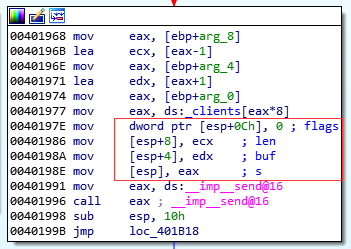 00401968 mov eax, [ebp+arg_8]
0040196B lea ecx, [eax-1]
0040196E mov eax, [ebp+arg_4]
00401971 lea edx, [eax+1]
00401974 mov eax, [ebp+arg_0]
00401977 mov eax, ds:_clients[eax*8]
0040197E mov dword ptr [esp+0Ch], 0 ; flags
00401986 mov [esp+8], ecx ; len
0040198A mov [esp+4], edx ; buf
0040198E mov [esp], eax ; s
00401991 mov eax, ds:__imp__send@16
00401996 call eax ; __imp__send@16
00401998 sub esp, 10h
0040199B jmp loc_401B18